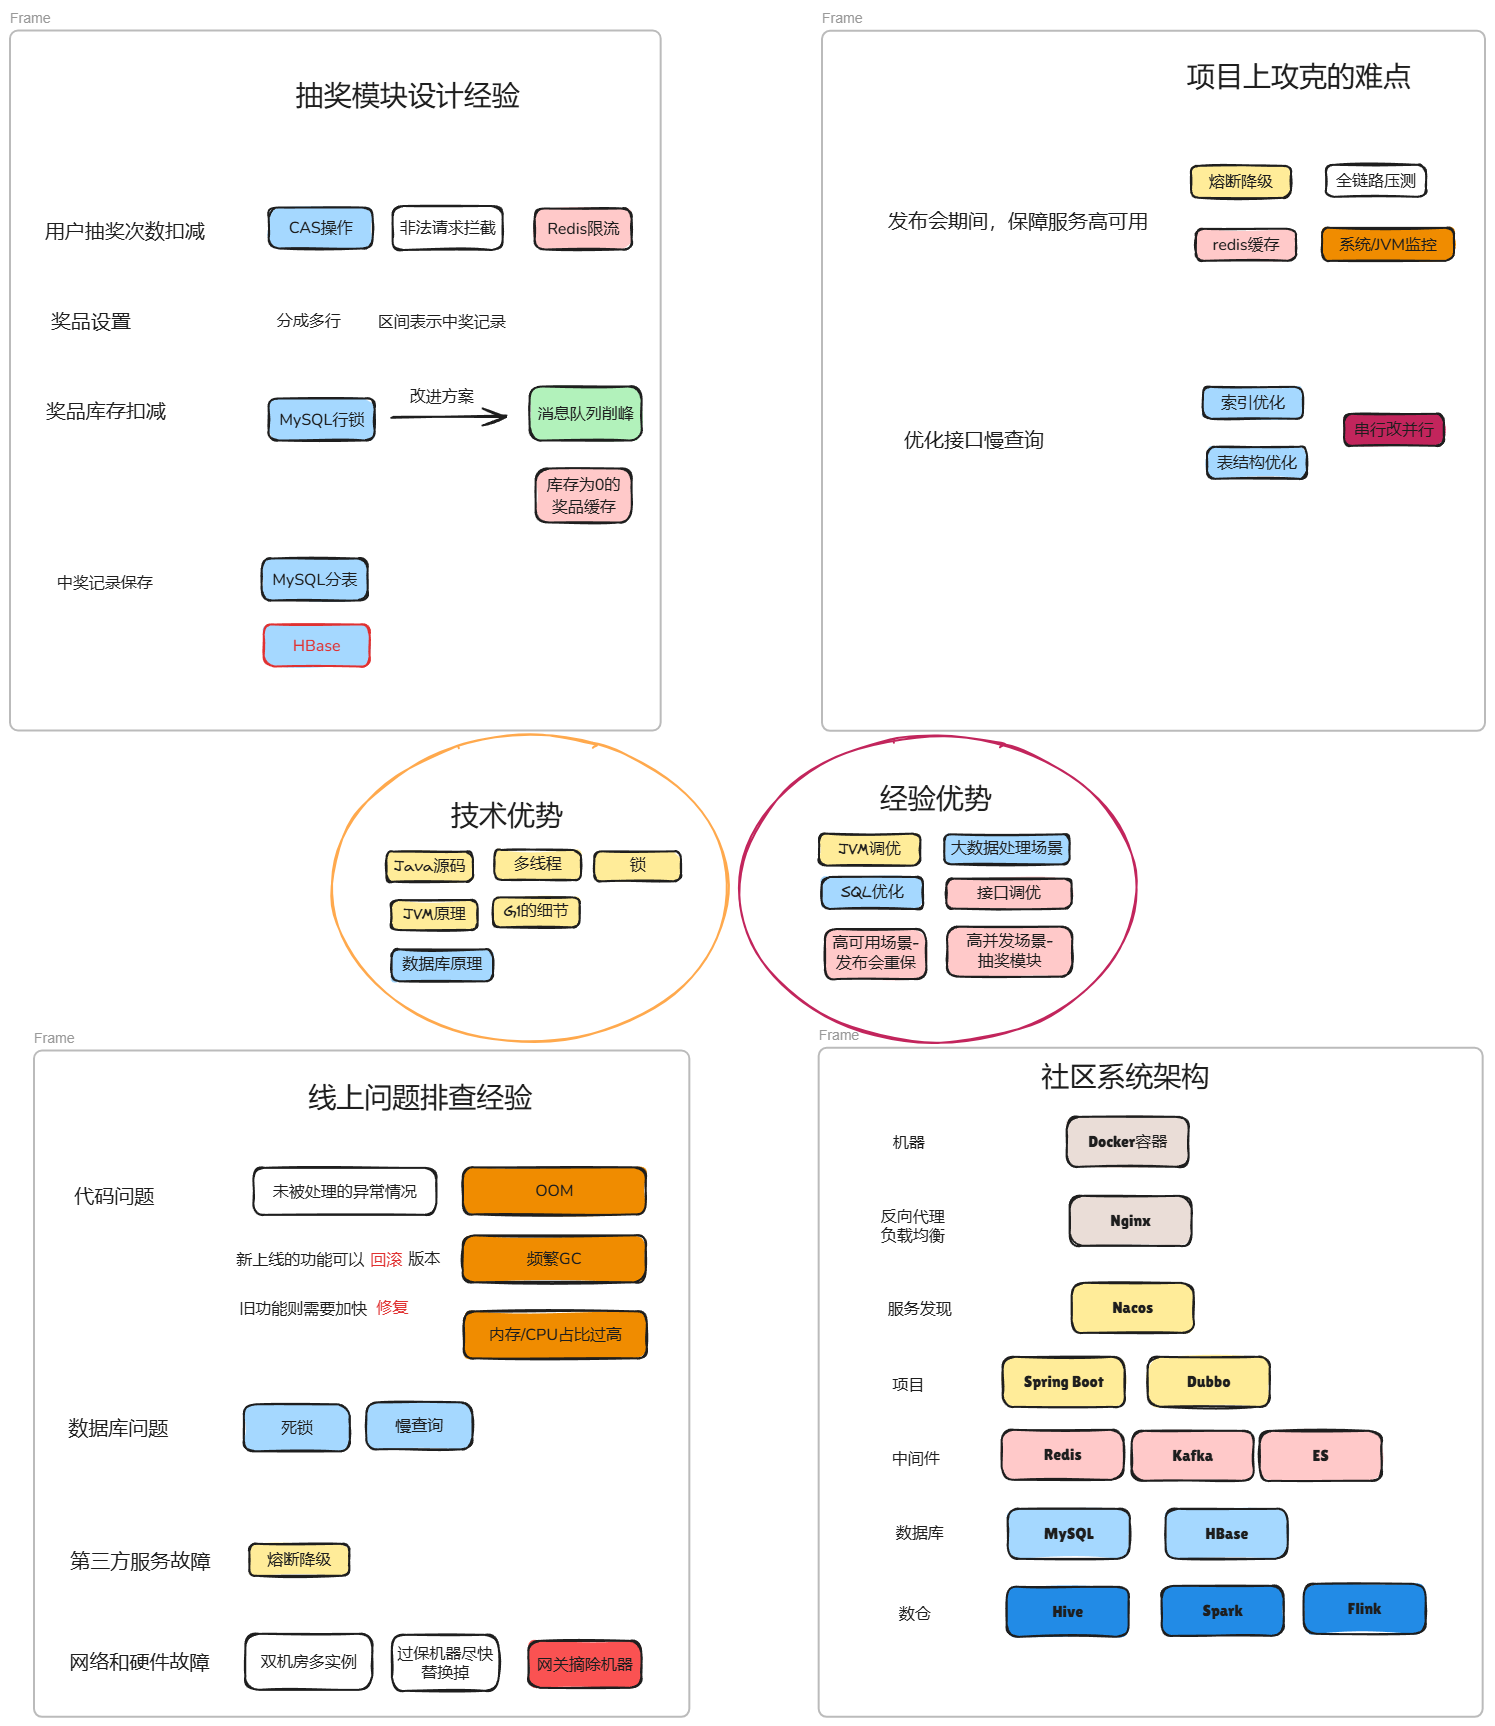 Frame
抽奖模块设计经验
用户抽奖次数扣减
CAS操作
非法请求拦截
Redis限流
奖品设置
分成多行
区间表示中奖记录
奖品库存扣减
MySQL行锁
改进方案
消息队列削峰
库存为0的
奖品缓存
中奖记录保存
MySQL分表
HBase
Frame
项目上攻克的难点
发布会期间，保障服务高可用
熔断降级
全链路压测
redis缓存
系统/JVM监控
优化接口慢查询
索引优化
串行改并行
表结构优化
技术优势
Java源码
多线程
锁
JVM原理
G1的细节
数据库原理
经验优势
JVM调优
大数据处理场景
SQL优化
接口调优
高可用场景-
发布会重保
高并发场景-
抽奖模块
Frame
线上问题排查经验
代码问题
未被处理的异常情况
OOM
新上线的功能可以 回滚 版本
频繁GC
旧功能则需要加快 修复
内存/CPU占比过高
数据库问题
死锁
慢查询
第三方服务故障
熔断降级
网络和硬件故障
双机房多实例
过保机器尽快
替换掉
网关摘除机器
Frame
社区系统架构
机器
Docker容器
反向代理
负载均衡
Nginx
服务发现
Nacos
项目
Spring Boot
Dubbo
中间件
Redis
Kafka
ES
数据库
MySQL
HBase
数仓
Hive
Spark
Flink